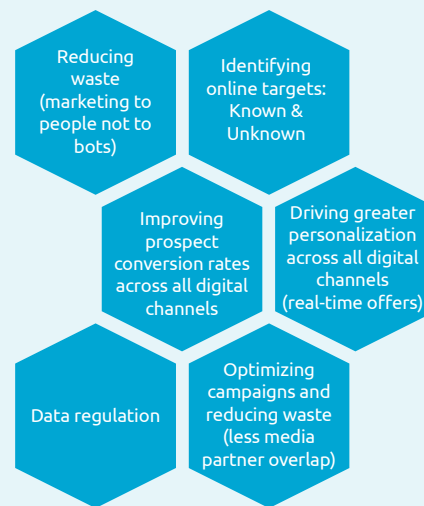 Reducing
waste
(marketing to
people not to
bots)
Identifying
online targets:
Known &
Unknown
Improving
prospect
conversion rates
across all digital
channels
Driving greater
personalization
across all digital
channels
(real-time offers)
Data regulation
Optimizing
campaigns and
reducing waste
(less media
partner overlap)